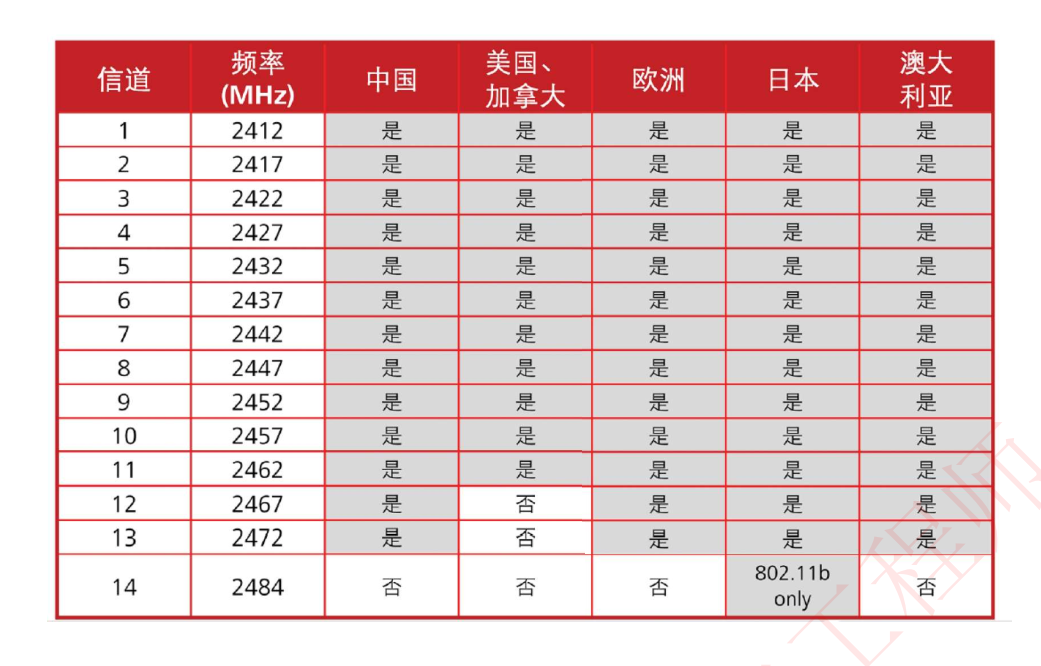 信道 频率 (MHz) 中国 美国、加拿大 欧洲 日本 澳大利亚
1 2412 是 是 是 是 是
2 2417 是 是 是 是 是
3 2422 是 是 是 是 是
4 2427 是 是 是 是 是
5 2432 是 是 是 是 是
6 2437 是 是 是 是 是
7 2442 是 是 是 是 是
8 2447 是 是 是 是 是
9 2452 是 是 是 是 是
10 2457 是 是 是 是 是
11 2462 是 是 是 是 是
12 2467 是 否 是 是 是
13 2472 是 否 是 是 是
14 2484 否 否 否 802.11b only 否
工程师